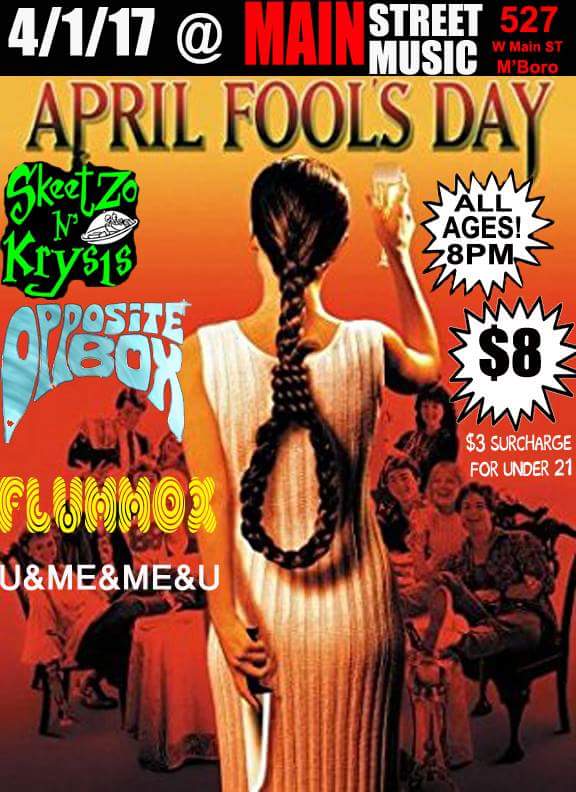 4/1/17 @ MAIN STREET MUSIC
527
W Main ST
M'Boro
APRIL FOOL'S DAY
SkeetZo
N'
Krys1s
ALL
AGES!
8PM
OPPOSITE
BOX
$8
$3 SURCHARGE
FOR UNDER 21
FLUMMOX
U&ME&ME&U